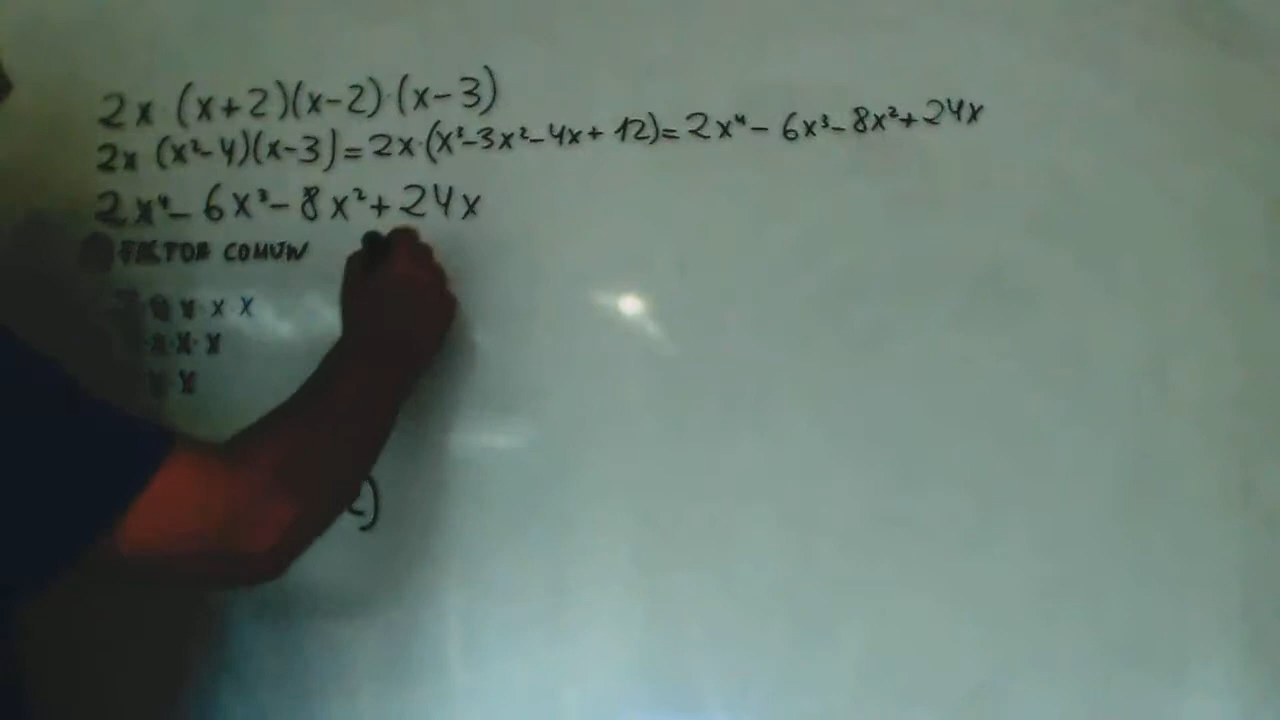 2x·(x+2)(x-2)·(x-3)
2x (x²-4)(x-3)=2x·(x³-3x²-4x+12)=2x⁴-6x³-8x²+24x
2x⁴-6x³-8x²+24x
FACTOR COMUN
x x x
x·x·x
x x
)